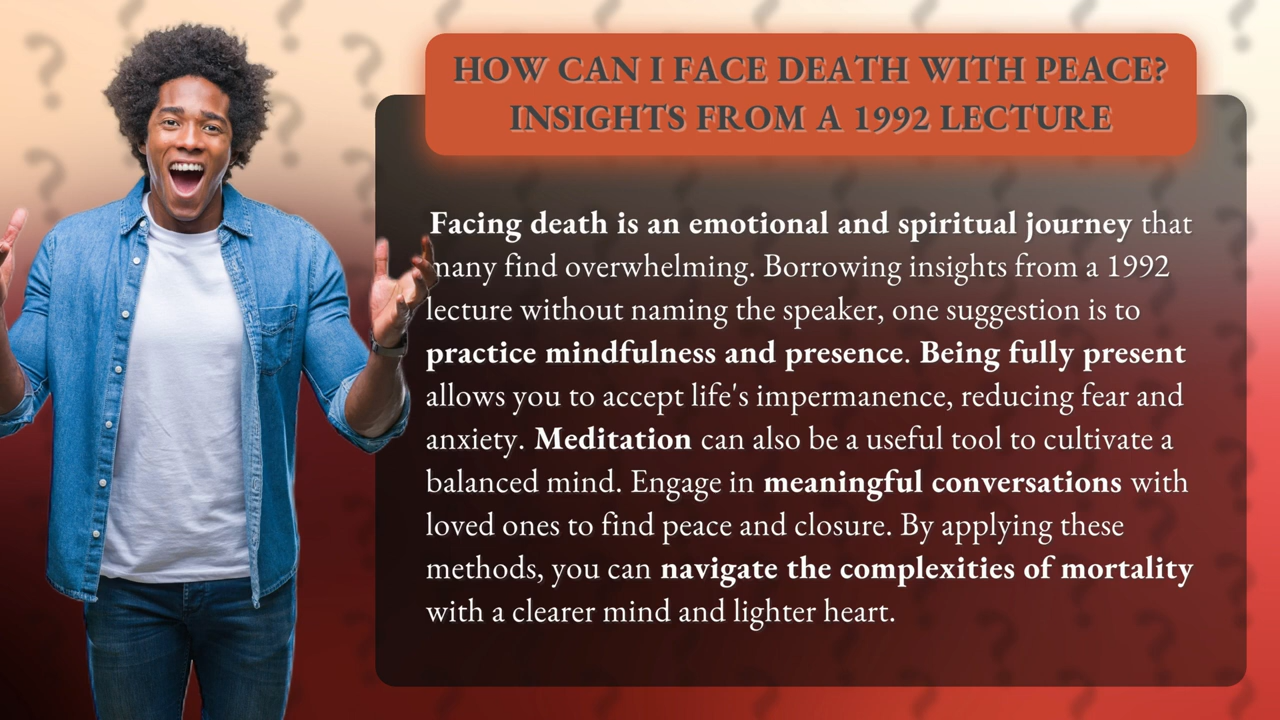 HOW CAN I FACE DEATH WITH PEACE?
INSIGHTS FROM A 1992 LECTURE
Facing death is an emotional and spiritual journey that
many find overwhelming. Borrowing insights from a 1992
lecture without naming the speaker, one suggestion is to
practice mindfulness and presence. Being fully present
allows you to accept life's impermanence, reducing fear and
anxiety. Meditation can also be a useful tool to cultivate a
balanced mind. Engage in meaningful conversations with
loved ones to find peace and closure. By applying these
methods, you can navigate the complexities of mortality
with a clearer mind and lighter heart.